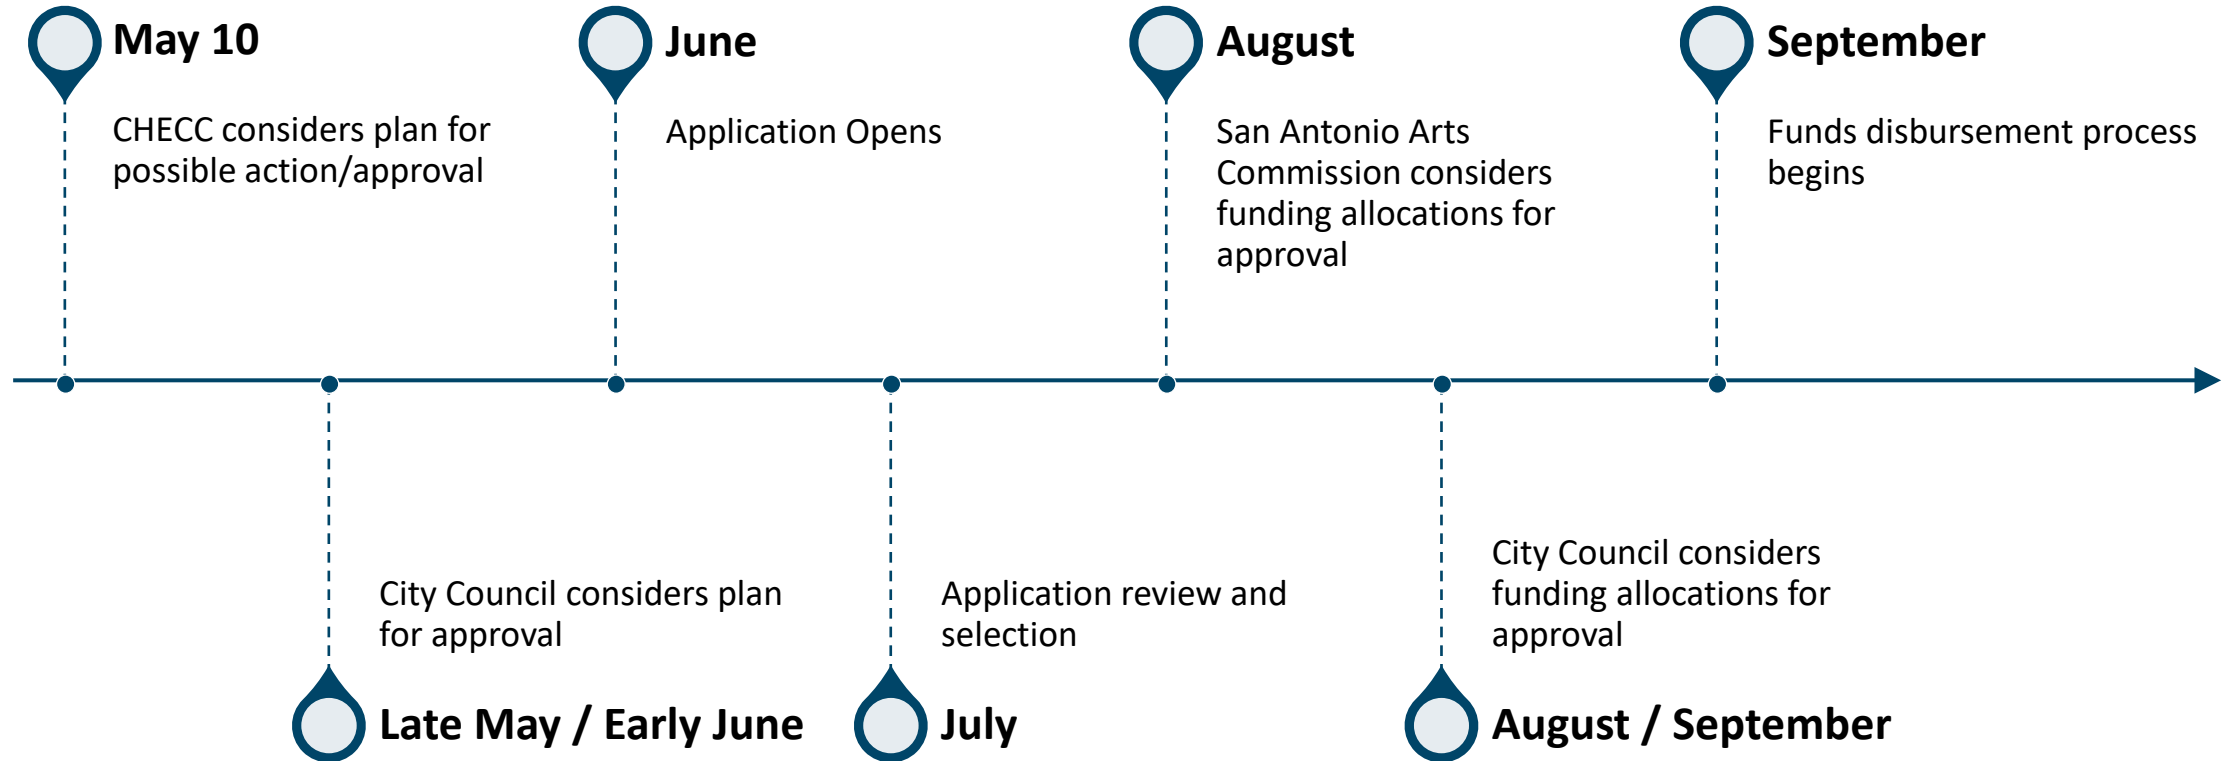 May 10
CHECC considers plan for
possible action/approval
June
Application Opens
August
San Antonio Arts
Commission considers
funding allocations for
approval
September
Funds disbursement process
begins
City Council considers plan
for approval
Late May / Early June
Application review and
selection
July
City Council considers
funding allocations for
approval
August / September